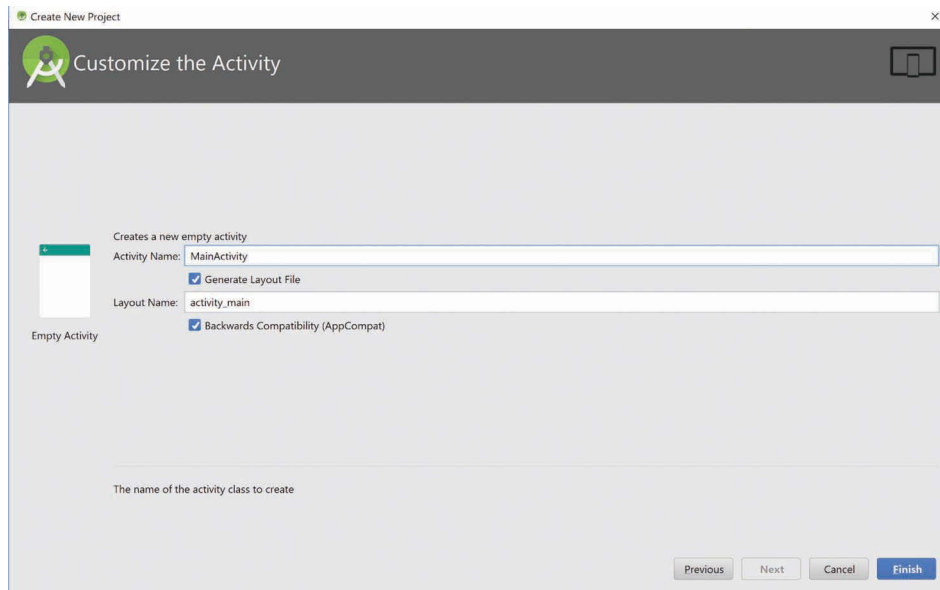 Create New Project
Customize the Activity
Creates a new empty activity
Activity Name: MainActivity
Generate Layout File
Layout Name: activity_main
Backwards Compatibility (AppCompat)
Empty Activity
The name of the activity class to create
Previous Next Cancel Finish